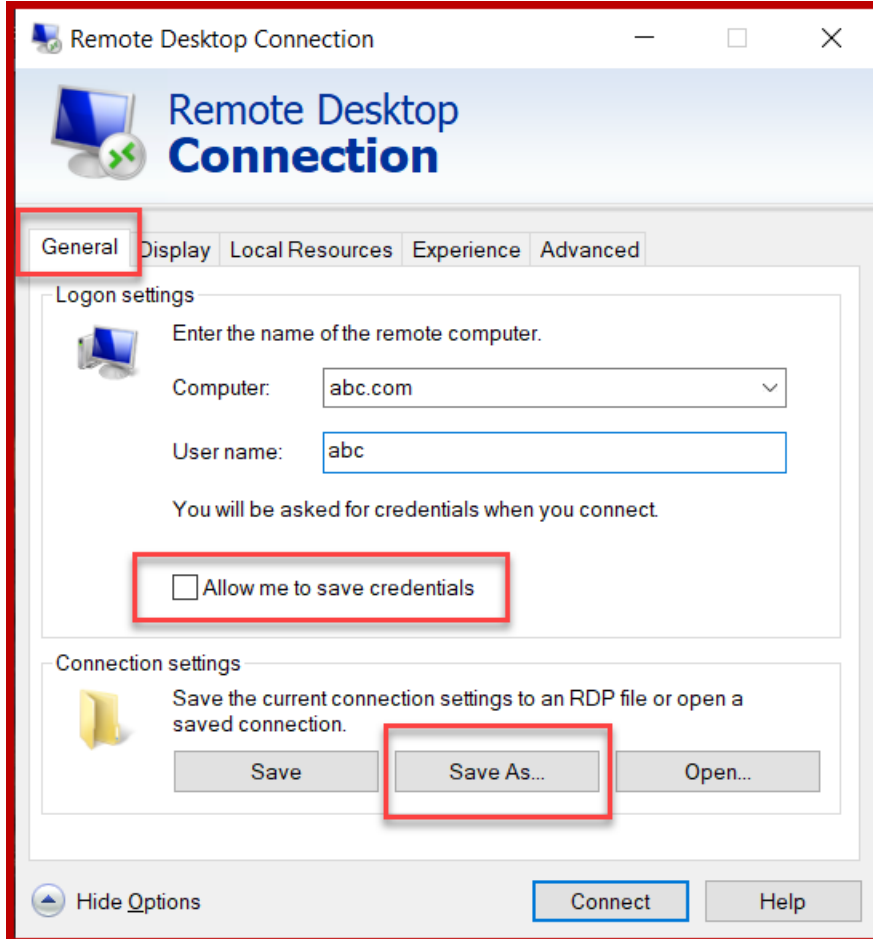 Remote Desktop Connection
Remote Desktop
Connection
General Display Local Resources Experience Advanced
Logon settings
Enter the name of the remote computer.
Computer: abc.com
User name: abc
You will be asked for credentials when you connect.
Allow me to save credentials
Connection settings
Save the current connection settings to an RDP file or open a
saved connection.
Save Save As... Open...
Hide Options Connect Help